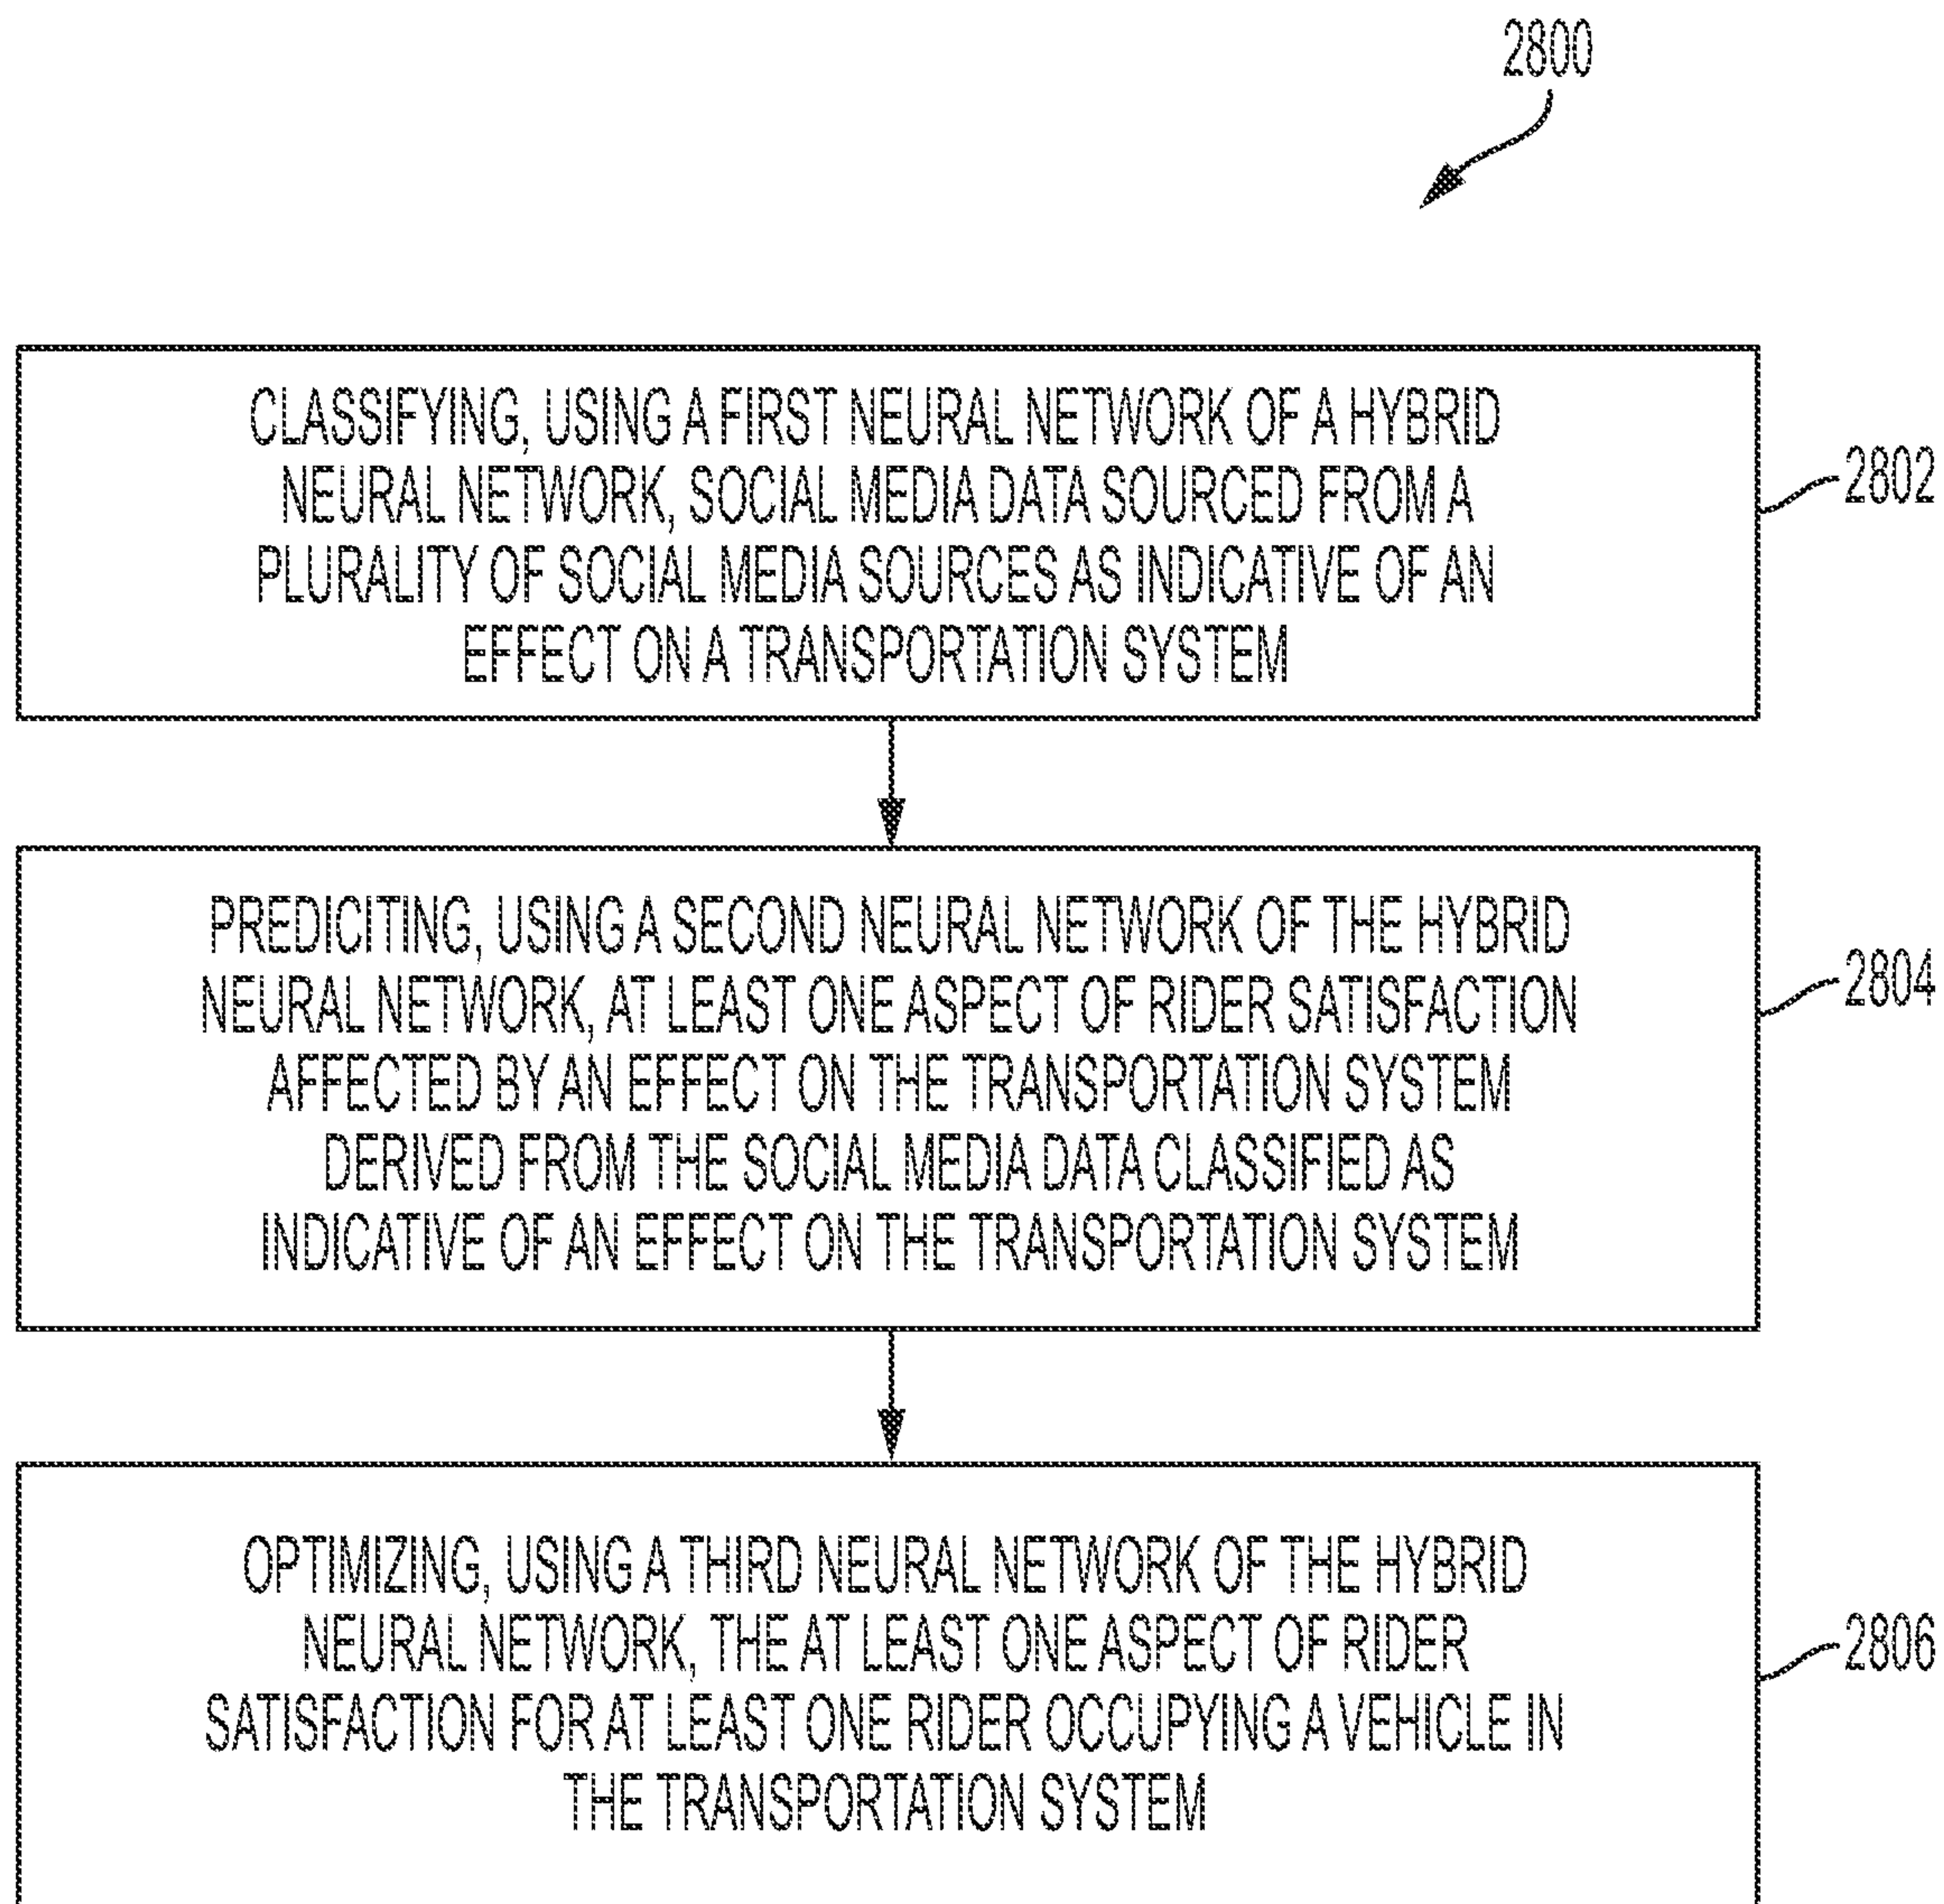 2800
CLASSIFYING, USING A FIRST NEURAL NETWORK OF A HYBRID
NEURAL NETWORK, SOCIAL MEDIA DATA SOURCED FROM A
PLURALITY OF SOCIAL MEDIA SOURCES AS INDICATIVE OF AN
EFFECT ON A TRANSPORTATION SYSTEM
2802
PREDICITING, USING A SECOND NEURAL NETWORK OF THE HYBRID
NEURAL NETWORK, AT LEAST ONE ASPECT OF RIDER SATISFACTION
AFFECTED BY AN EFFECT ON THE TRANSPORTATION SYSTEM
DERIVED FROM THE SOCIAL MEDIA DATA CLASSIFIED AS
INDICATIVE OF AN EFFECT ON THE TRANSPORTATION SYSTEM
2804
OPTIMIZING, USING A THIRD NEURAL NETWORK OF THE HYBRID
NEURAL NETWORK, THE AT LEAST ONE ASPECT OF RIDER
SATISFACTION FOR AT LEAST ONE RIDER OCCUPYING A VEHICLE IN
THE TRANSPORTATION SYSTEM
2806